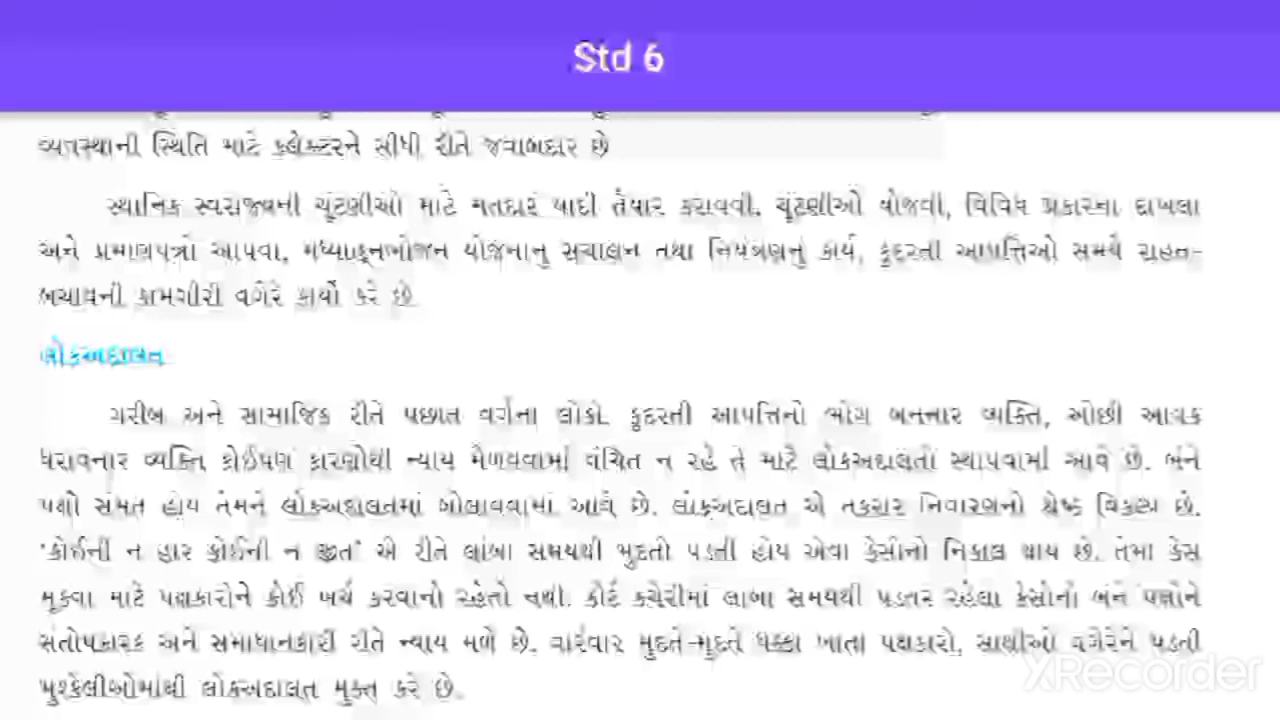 Std 6
વ્યવસ્થાની સ્થિતિ માટે કલેક્ટરને સીધી રીતે જવાબદાર છે
સ્થાનિક સ્વરાજ્યની ચૂંટણીઓ માટે મતદાર યાદી તૈયાર કરાવવી, ચૂંટણીઓ યોજવી, વિવિધ પ્રકારના દાખલા
અને પ્રમાણપત્રો આપવા, મધ્યાહ્નભોજન યોજનાનું સંચાલન તથા નિયંત્રણનું કાર્ય, કુદરતી આપત્તિઓ સમયે રાહત-
બચાવની કામગીરી વગેરે કાર્યો કરે છે
લોકઅદાલત
ગરીબ અને સામાજિક રીતે પછાત વર્ગના લોકો, કુદરતી આપત્તિનો ભોગ બનનાર વ્યક્તિ, ઓછી આવક
ધરાવનાર વ્યક્તિ કોઈપણ કારણોથી ન્યાય મેળવવામાં વંચિત ન રહે તે માટે લોકઅદાલતો સ્થાપવામાં આવે છે. બંને
પક્ષો સંમત હોય તેમને લોકઅદાલતમાં બોલાવવામાં આવે છે. લોકઅદાલત એ તકરાર નિવારણનો શ્રેષ્ઠ વિકલ્પ છે.
'કોઈની ન હાર કોઈની ન જીત' એ રીતે લાંબા સમયથી મુદતો પડતી હોય એવા કેસોનો નિકાલ થાય છે. તેમાં કેસ
મૂકવા માટે પક્ષકારોને કોઈ ખર્ચ કરવાનો રહેતો નથી. કોર્ટ કચેરીમાં લાંબા સમયથી પડતર રહેલા કેસોનો બંને પક્ષોને
સંતોષકારક અને સમાધાનકારી રીતે ન્યાય મળે છે. વારંવાર મુદતે-મુદતે ધક્કા ખાતા પક્ષકારો, સાક્ષીઓ વગેરેને પડતી
મુશ્કેલીઓમાંથી લોકઅદાલત મુક્ત કરે છે.
XRecorder